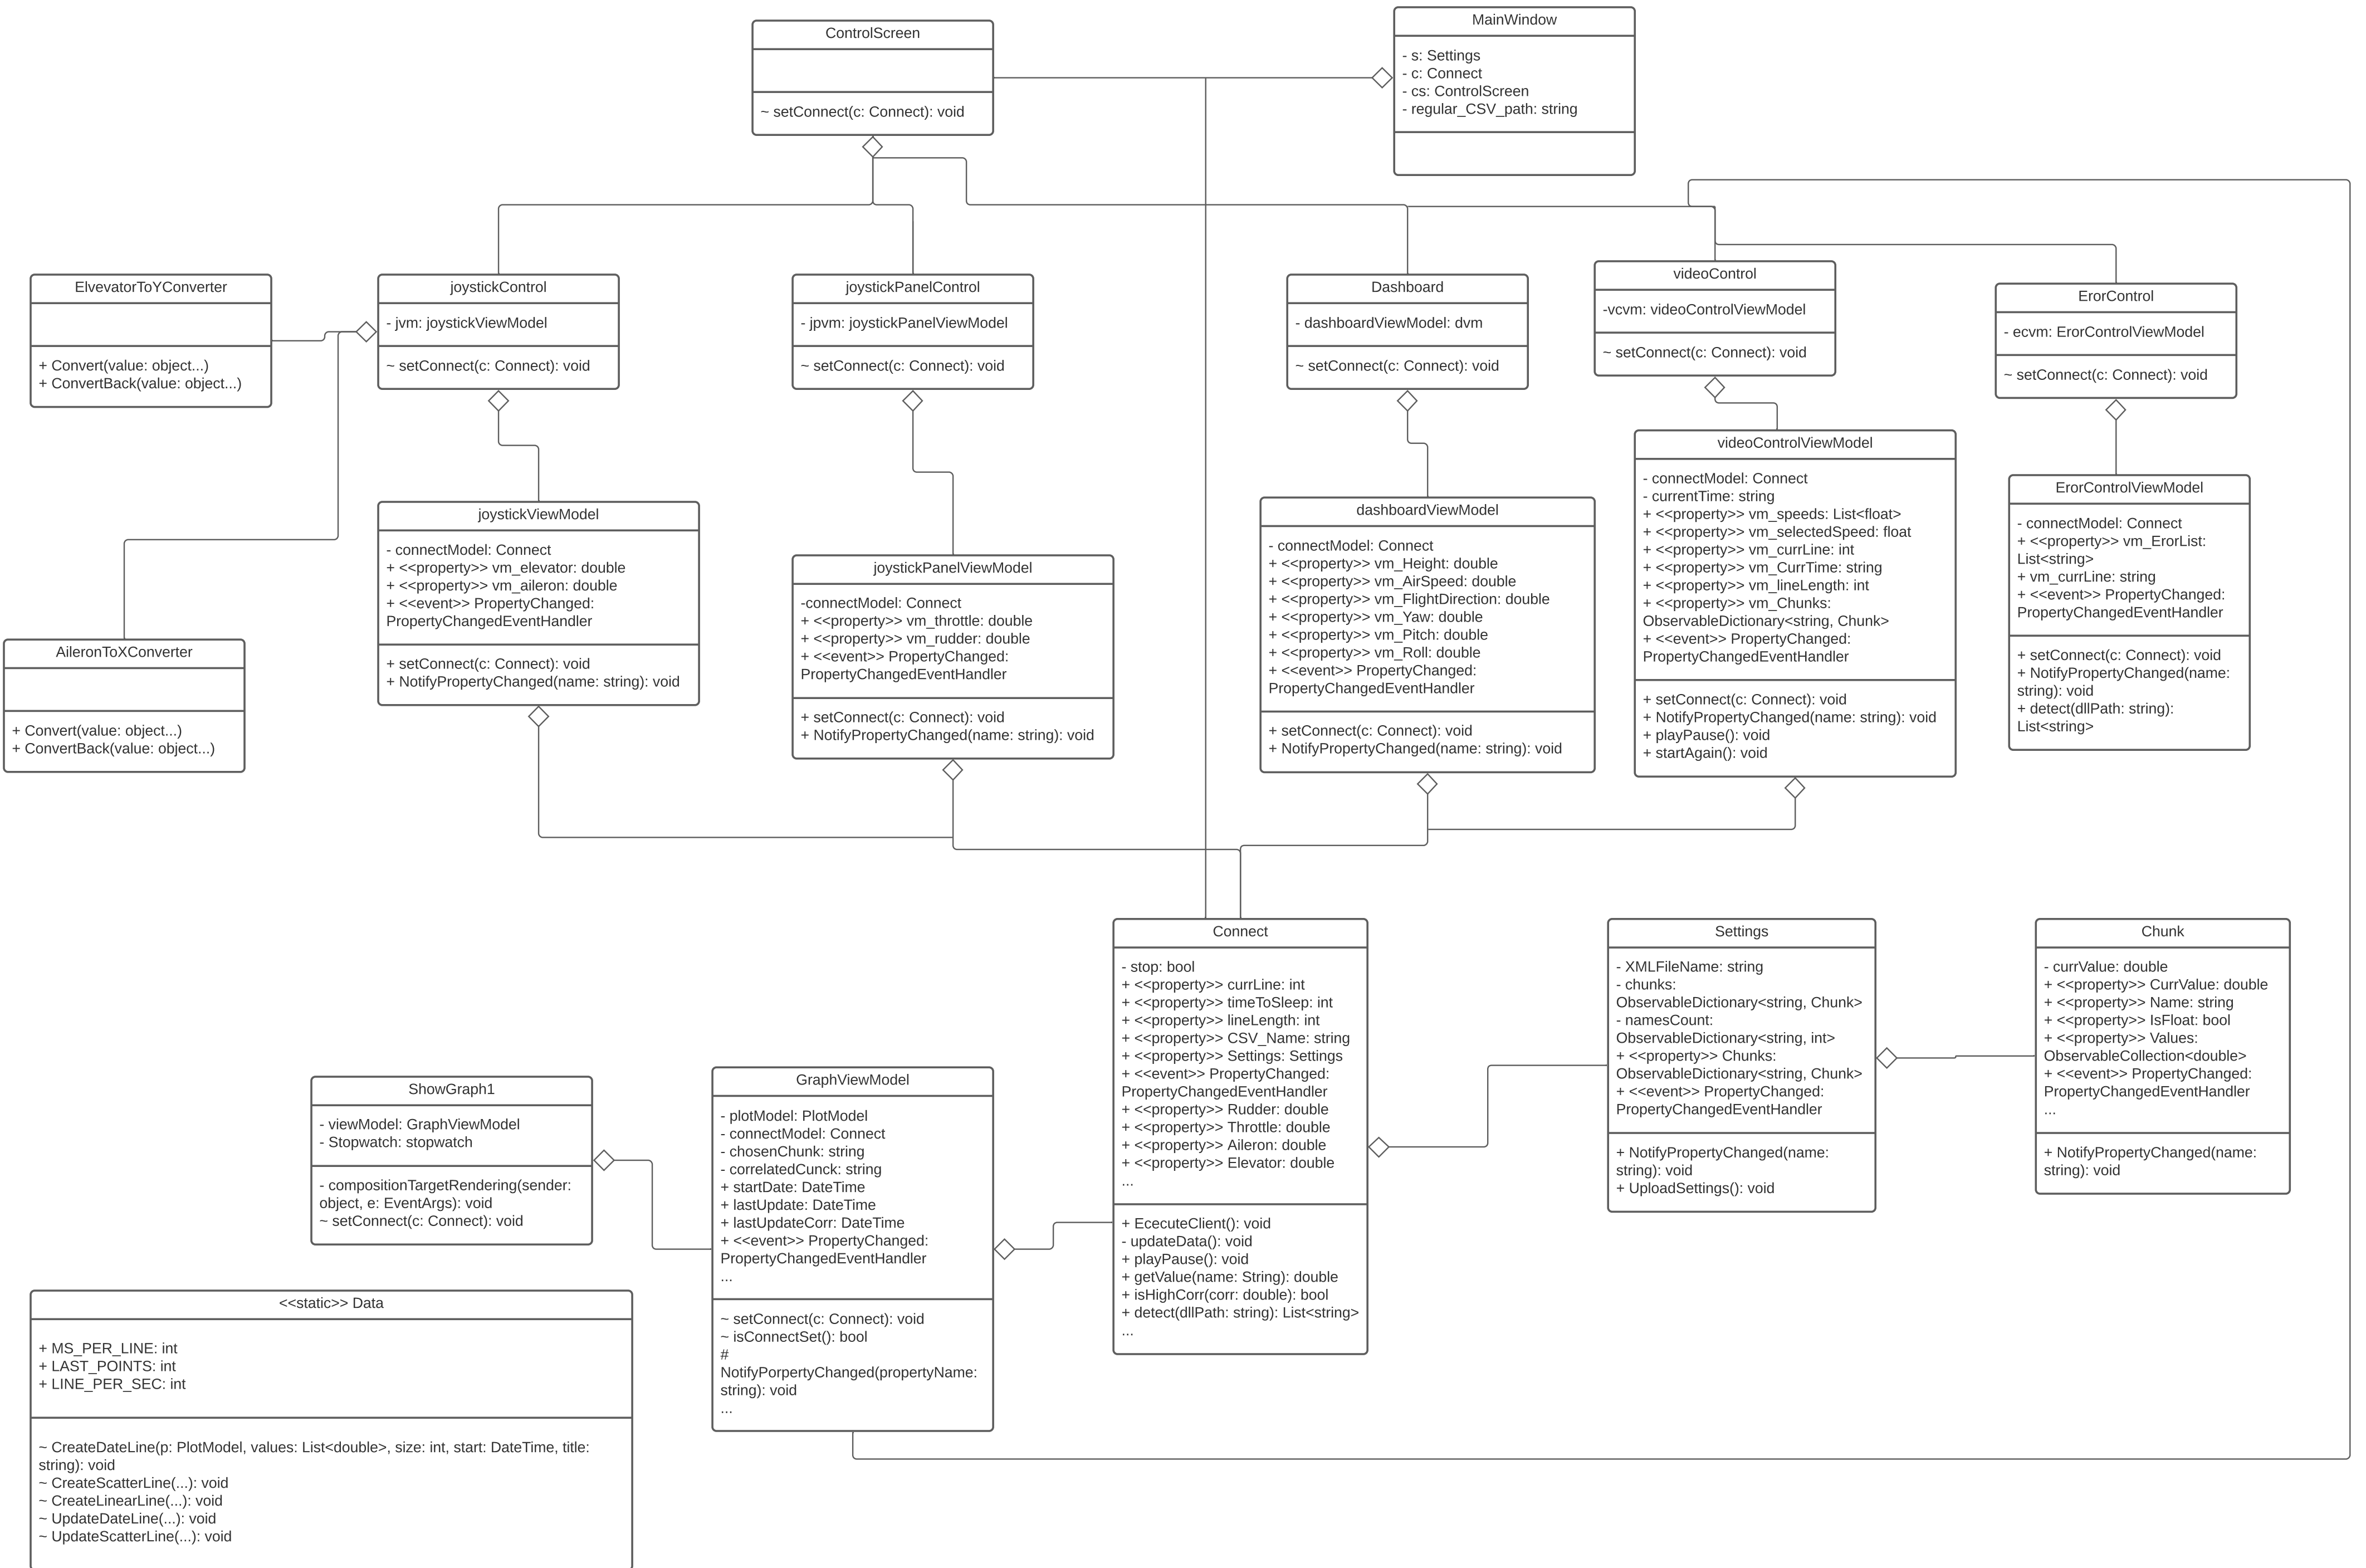 ControlScreen
~ setConnect(c: Connect): void
MainWindow
- s: Settings
- c: Connect
- cs: ControlScreen
- regular_CSV_path: string
ElvevatorToYConverter
+ Convert(value: object...)
+ ConvertBack(value: object...)
joystickControl
- jvm: joystickViewModel
~ setConnect(c: Connect): void
joystickPanelControl
- jpvm: joystickPanelViewModel
~ setConnect(c: Connect): void
Dashboard
- dashboardViewModel: dvm
~ setConnect(c: Connect): void
videoControl
-vcvm: videoControlViewModel
~ setConnect(c: Connect): void
ErorControl
- ecvm: ErorControlViewModel
~ setConnect(c: Connect): void
AileronToXConverter
+ Convert(value: object...)
+ ConvertBack(value: object...)
joystickViewModel
- connectModel: Connect
+ <<property>> vm_elevator: double
+ <<property>> vm_aileron: double
+ <<event>> PropertyChanged:
PropertyChangedEventHandler
+ setConnect(c: Connect): void
+ NotifyPropertyChanged(name: string): void
joystickPanelViewModel
-connectModel: Connect
+ <<property>> vm_throttle: double
+ <<property>> vm_rudder: double
+ <<event>> PropertyChanged:
PropertyChangedEventHandler
+ setConnect(c: Connect): void
+ NotifyPropertyChanged(name: string): void
dashboardViewModel
- connectModel: Connect
+ <<property>> vm_Height: double
+ <<property>> vm_AirSpeed: double
+ <<property>> vm_FlightDirection: double
+ <<property>> vm_Yaw: double
+ <<property>> vm_Pitch: double
+ <<property>> vm_Roll: double
+ <<event>> PropertyChanged:
PropertyChangedEventHandler
+ setConnect(c: Connect): void
+ NotifyPropertyChanged(name: string): void
videoControlViewModel
- connectModel: Connect
- currentTime: string
+ <<property>> vm_speeds: List<float>
+ <<property>> vm_selectedSpeed: float
+ <<property>> vm_currLine: int
+ <<property>> vm_CurrTime: string
+ <<property>> vm_lineLength: int
+ <<property>> vm_Chunks:
ObservableDictionary<string, Chunk>
+ <<event>> PropertyChanged:
PropertyChangedEventHandler
+ setConnect(c: Connect): void
+ NotifyPropertyChanged(name: string): void
+ playPause(): void
+ startAgain(): void
ErorControlViewModel
- connectModel: Connect
+ <<property>> vm_ErorList:
List<string>
+ vm_currLine: string
+ <<event>> PropertyChanged:
PropertyChangedEventHandler
+ setConnect(c: Connect): void
+ NotifyPropertyChanged(name:
string): void
+ detect(dllPath: string):
List<string>
Connect
- stop: bool
+ <<property>> currLine: int
+ <<property>> timeToSleep: int
+ <<property>> lineLength: int
+ <<property>> CSV_Name: string
+ <<property>> Settings: Settings
+ <<event>> PropertyChanged:
PropertyChangedEventHandler
+ <<property>> Rudder: double
+ <<property>> Throttle: double
+ <<property>> Aileron: double
+ <<property>> Elevator: double
...
+ EcecuteClient(): void
- updateData(): void
+ playPause(): void
+ getValue(name: String): double
+ isHighCorr(corr: double): bool
+ detect(dllPath: string): List<string>
...
Settings
- XMLFileName: string
- chunks:
ObservableDictionary<string, Chunk>
- namesCount:
ObservableDictionary<string, int>
+ <<property>> Chunks:
ObservableDictionary<string, Chunk>
+ <<event>> PropertyChanged:
PropertyChangedEventHandler
+ NotifyPropertyChanged(name:
string): void
+ UploadSettings(): void
Chunk
- currValue: double
+ <<property>> CurrValue: double
+ <<property>> Name: string
+ <<property>> IsFloat: bool
+ <<property>> Values:
ObservableCollection<double>
+ <<event>> PropertyChanged:
PropertyChangedEventHandler
...
+ NotifyPropertyChanged(name:
string): void
ShowGraph1
- viewModel: GraphViewModel
- Stopwatch: stopwatch
- compositionTargetRendering(sender:
object, e: EventArgs): void
~ setConnect(c: Connect): void
GraphViewModel
- plotModel: PlotModel
- connectModel: Connect
- chosenChunk: string
- correlatedCunck: string
+ startDate: DateTime
+ lastUpdate: DateTime
+ lastUpdateCorr: DateTime
+ <<event>> PropertyChanged:
PropertyChangedEventHandler
...
~ setConnect(c: Connect): void
~ isConnectSet(): bool
#
NotifyPorpertyChanged(propertyName:
string): void
...
<<static>> Data
+ MS_PER_LINE: int
+ LAST_POINTS: int
+ LINE_PER_SEC: int
~ CreateDateLine(p: PlotModel, values: List<double>, size: int, start: DateTime, title:
string): void
~ CreateScatterLine(...): void
~ CreateLinearLine(...): void
~ UpdateDateLine(...): void
~ UpdateScatterLine(...): void